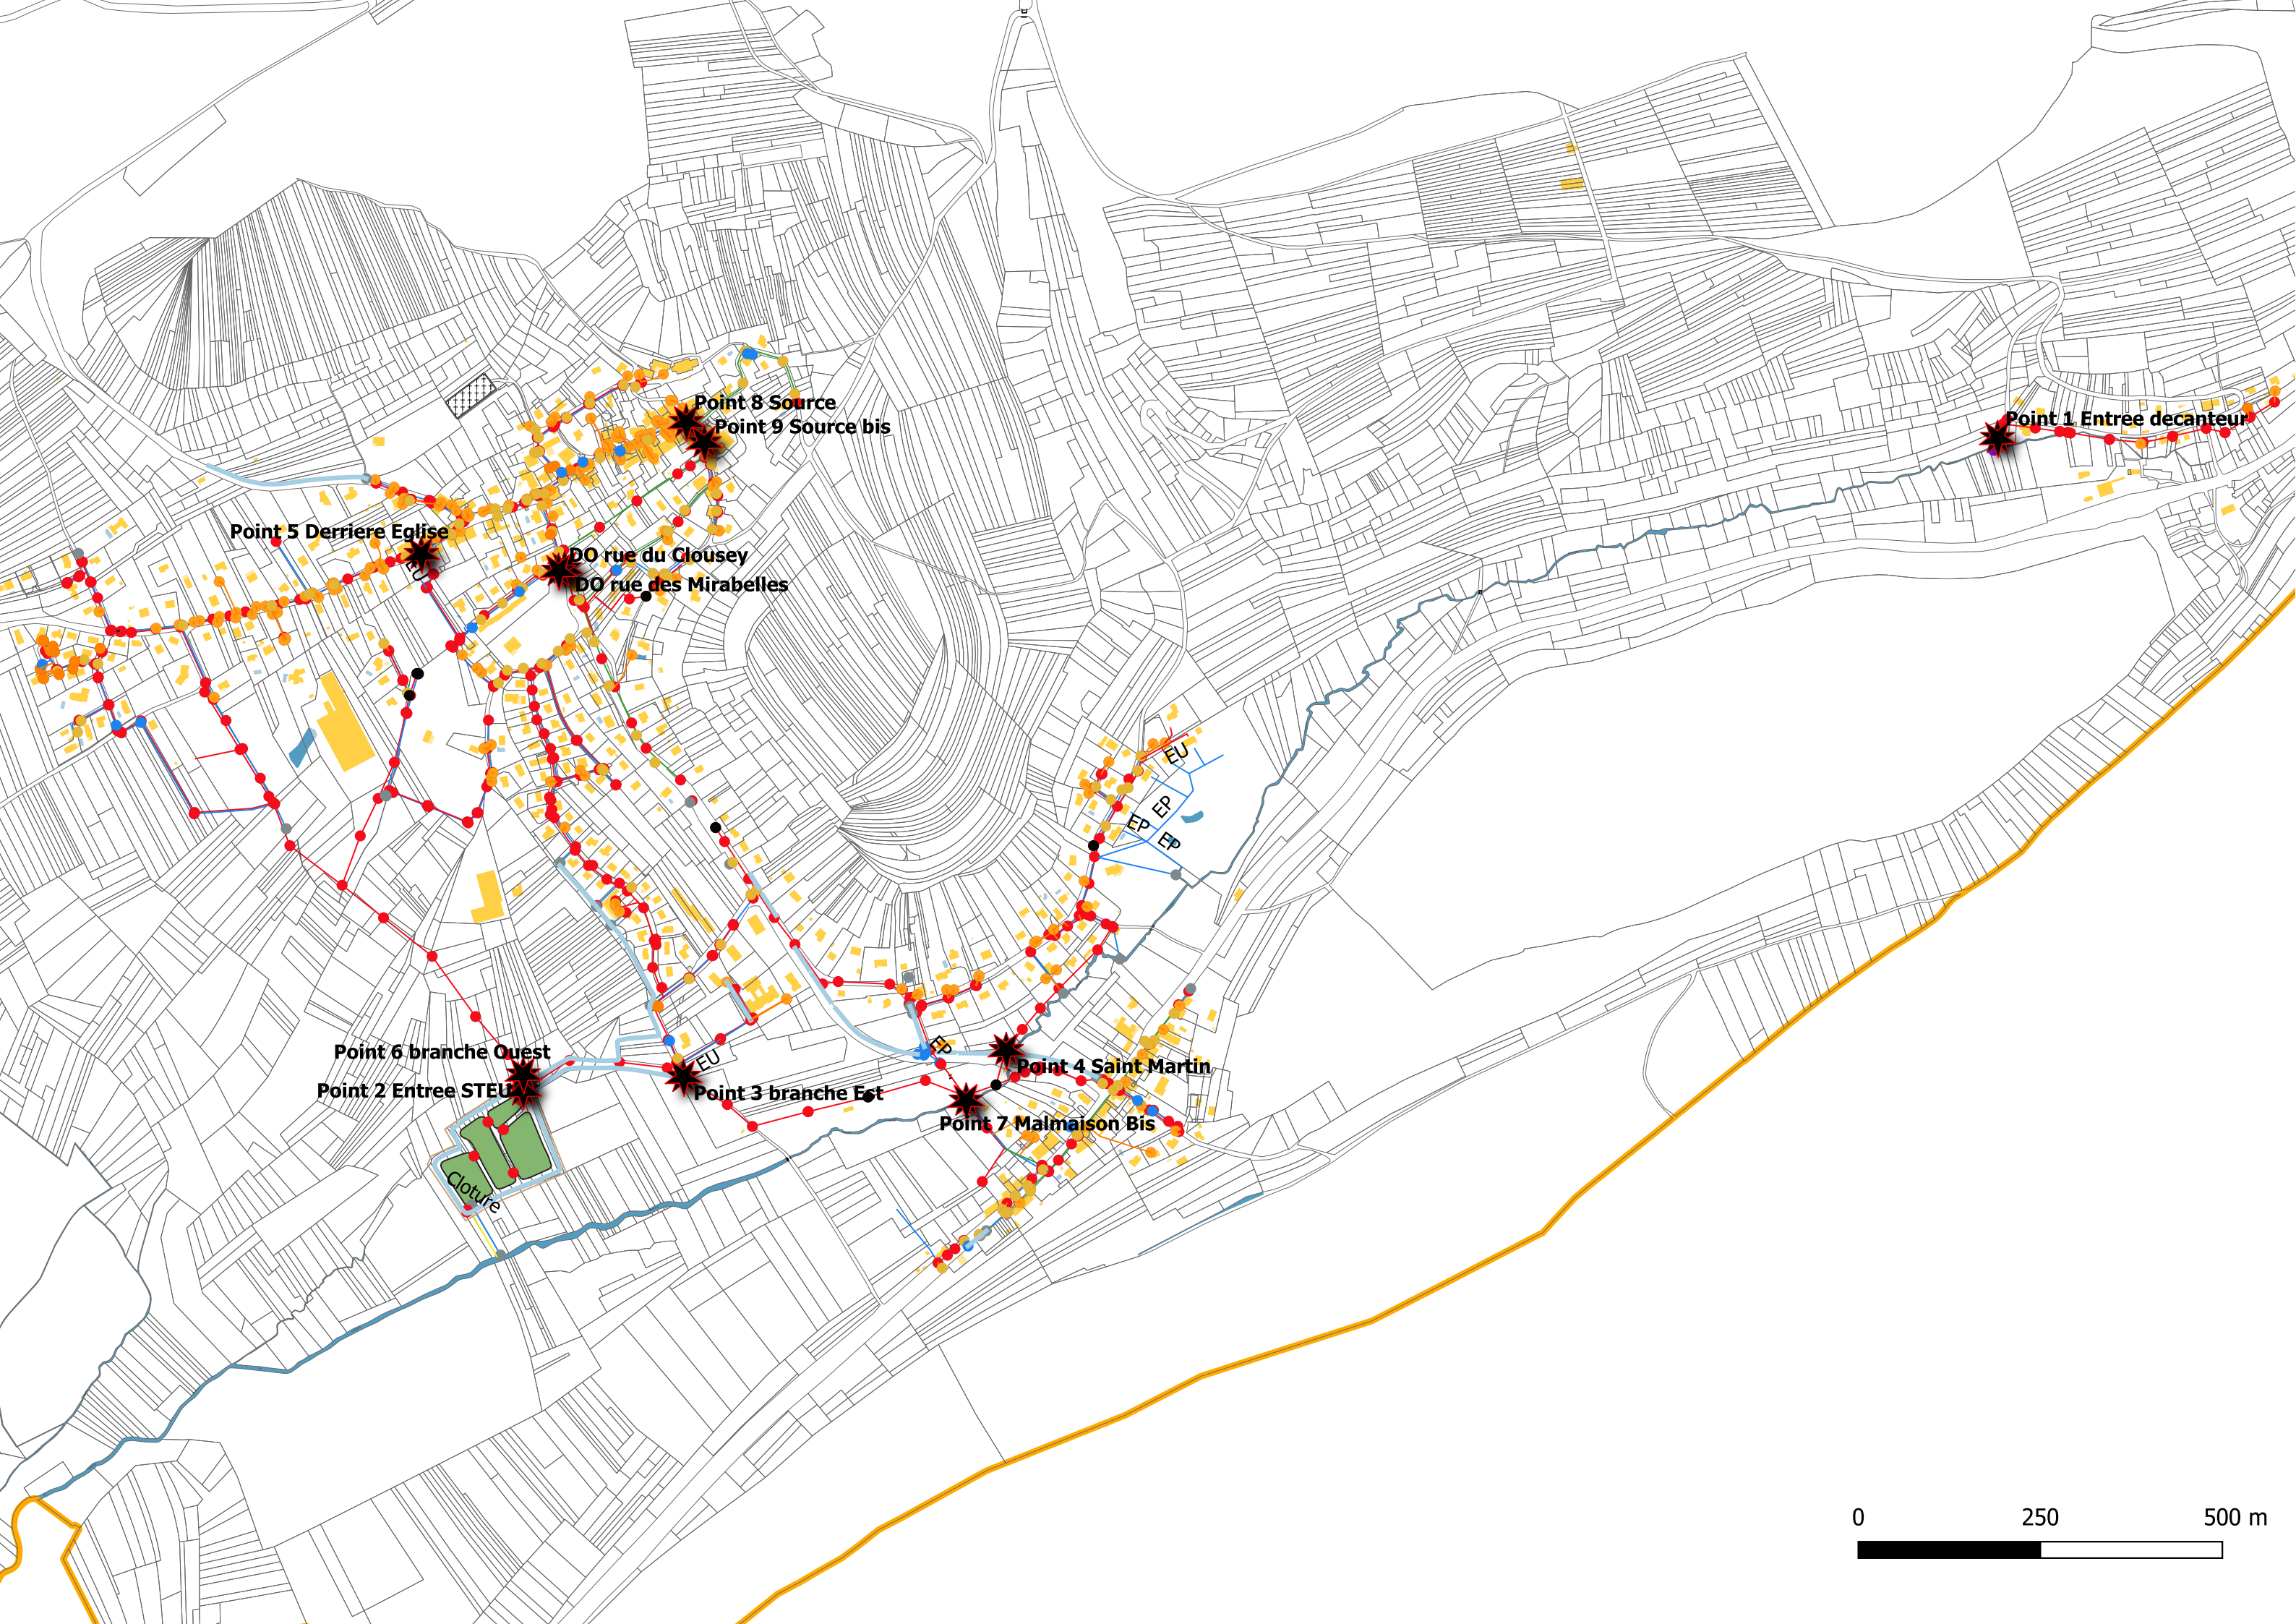 Point 8 Source
Point 9 Source bis
Point 1 Entree decanteur
Point 5 Derriere Eglise
EU
DO rue du Clousey
DO rue des Mirabelles
EU
EP
EP
EP
EP
Point 6 branche Ouest
EU
Point 4 Saint Martin
Point 2 Entree STEU
Point 3 branche Est
Point 7 Malmaison Bis
Cloture
0 250 500 m